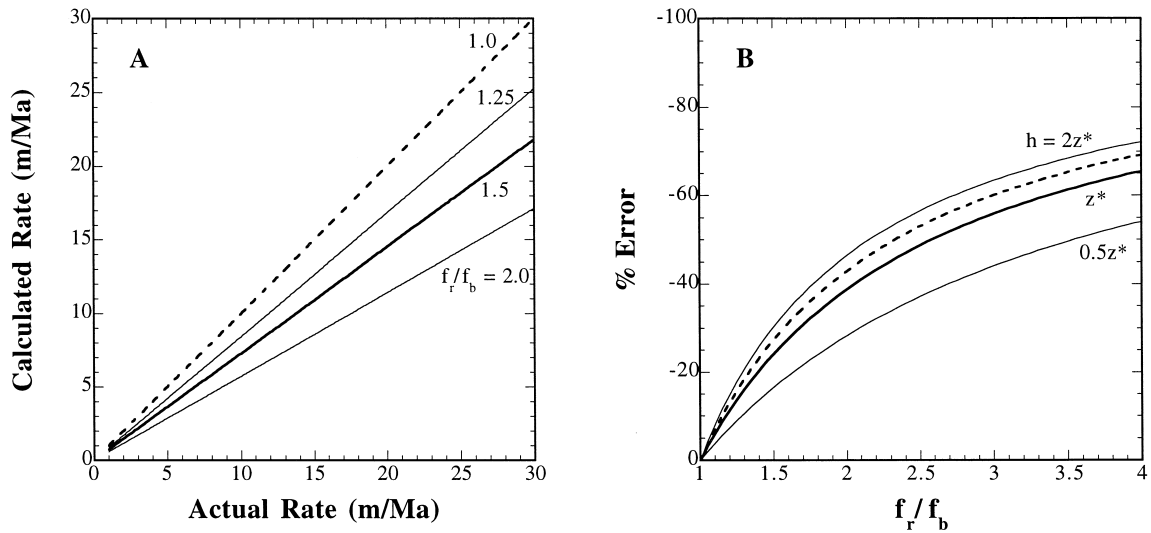 A
Calculated Rate (m/Ma)
30
25
20
15
10
5
0
0 5 10 15 20 25 30
Actual Rate (m/Ma)
1.0
1.25
1.5
f_r/f_b = 2.0
B
% Error
-100
-80
-60
-40
-20
0
1 1.5 2 2.5 3 3.5 4
f_r/f_b
h = 2z*
z*
0.5z*